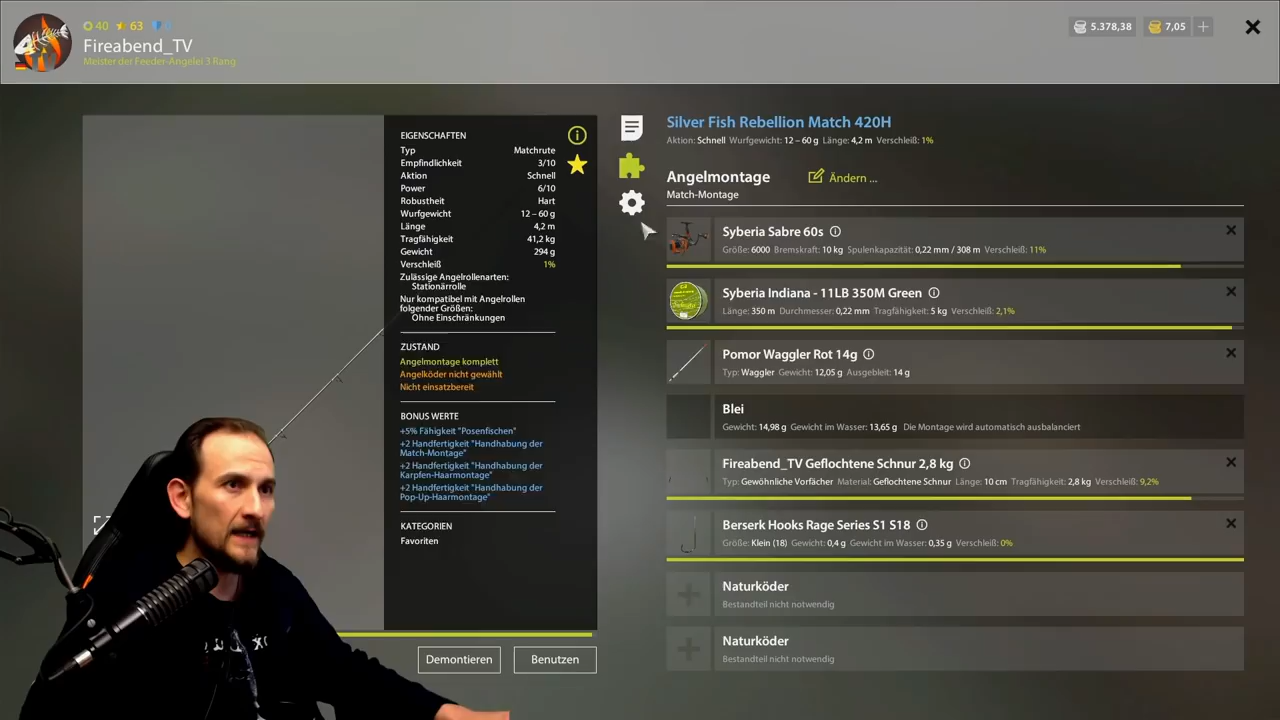 40 63
Fireabend_TV
Meister der Feeder-Angelei 3 Rang
5.378,38 7,05
EIGENSCHAFTEN
Typ Matchrute
Empfindlichkeit 3/10
Aktion Schnell
Power 6/10
Robustheit Hart
Wurfgewicht 12 – 60 g
Länge 4,2 m
Tragfähigkeit 41,2 kg
Gewicht 294 g
Verschleiß 1%
Zulässige Angelrollenarten:
Stationärrolle
Nur kompatibel mit Angelrollen
folgender Größen:
Ohne Einschränkungen
ZUSTAND
Angelmontage komplett
Angelköder nicht gewählt
Nicht einsatzbereit
BONUS WERTE
+5% Fähigkeit "Posenfischen"
+2 Handfertigkeit "Handhabung der
Match-Montage"
+2 Handfertigkeit "Handhabung der
Karpfen-Haarmontage"
+2 Handfertigkeit "Handhabung der
Pop-Up-Haarmontage"
KATEGORIEN
Favoriten
Demontieren Benutzen
Silver Fish Rebellion Match 420H
Aktion: Schnell Wurfgewicht: 12 – 60 g Länge: 4,2 m Verschleiß: 1%
Angelmontage Ändern ...
Match-Montage
Syberia Sabre 60s
Größe: 6000 Bremskraft: 10 kg Spulenkapazität: 0,22 mm / 308 m Verschleiß: 11%
Syberia Indiana - 11LB 350M Green
Länge: 350 m Durchmesser: 0,22 mm Tragfähigkeit: 5 kg Verschleiß: 2,1%
Pomor Waggler Rot 14g
Typ: Waggler Gewicht: 12,05 g Ausgebleit: 14 g
Blei
Gewicht: 14,98 g Gewicht im Wasser: 13,65 g Die Montage wird automatisch ausbalanciert
Fireabend_TV Geflochtene Schnur 2,8 kg
Typ: Gewöhnliche Vorfächer Material: Geflochtene Schnur Länge: 10 cm Tragfähigkeit: 2,8 kg Verschleiß: 9,2%
Berserk Hooks Rage Series S1 S18
Größe: Klein (18) Gewicht: 0,4 g Gewicht im Wasser: 0,35 g Verschleiß: 0%
Naturköder
Bestandteil nicht notwendig
Naturköder
Bestandteil nicht notwendig